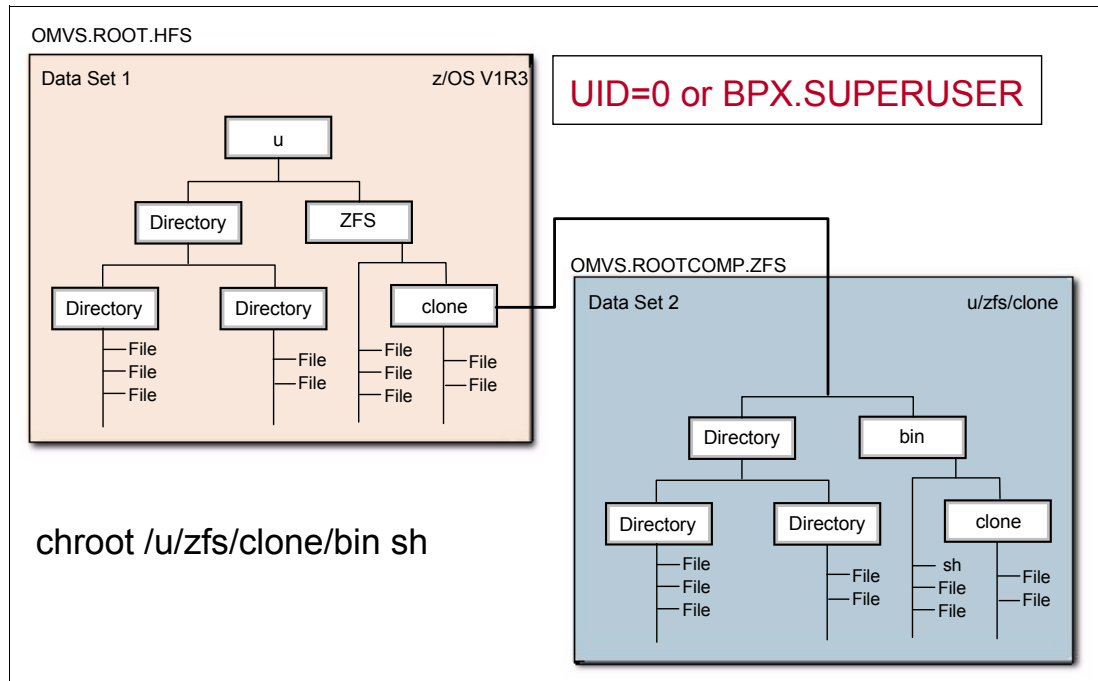 OMVS.ROOT.HFS
Data Set 1 z/OS V1R3
UID=0 or BPX.SUPERUSER
u
Directory ZFS
Directory Directory clone
File
File
File
File
File
File
File
File
File
File
OMVS.ROOTCOMP.ZFS
Data Set 2 u/zfs/clone
Directory bin
Directory Directory clone
File
File
File
File
File
sh
File
File
File
File
chroot /u/zfs/clone/bin sh